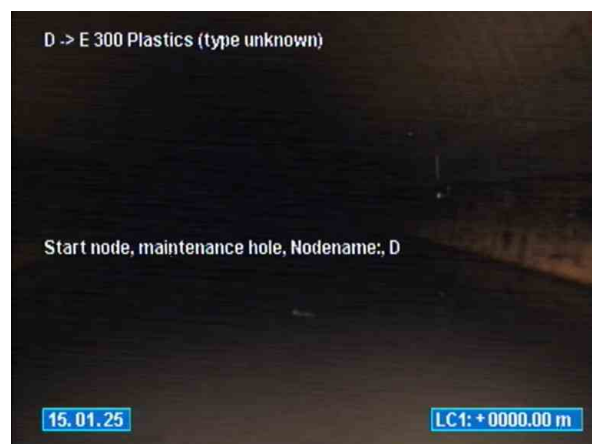 D -> E 300 Plastics (type unknown)
Start node, maintenance hole, Nodename:, D
15.01.25
LC1: + 0000.00 m